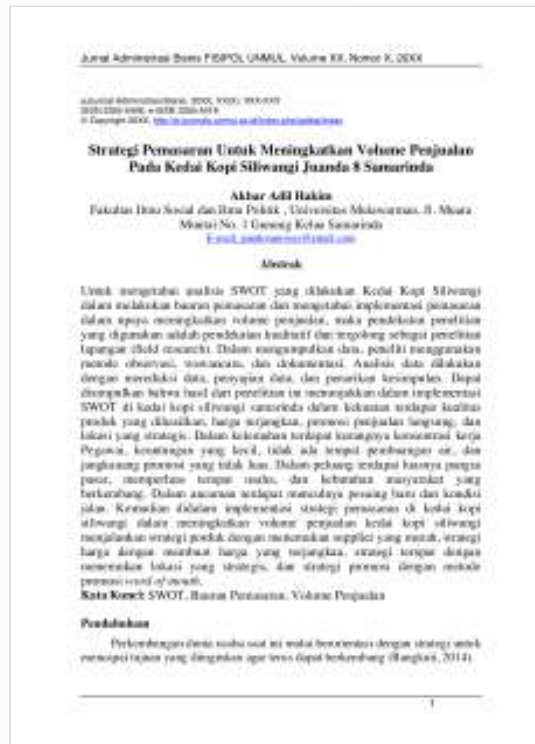 Jurnal Administrasi Bisnis FISIPOL UNMUL, Volume XX, Nomor X, 20XX
© Copyright 20XX,
Strategi Pemasaran Untuk Meningkatkan Volume Penjualan
Pada Kedai Kopi Siliwangi Juanda 8 Samarinda
Akbar Adil Hakim
Fakultas Ilmu Sosial dan Ilmu Politik , Universitas Mulawarman, Jl. Muara
Muntai No. 1 Gunung Kelua Samarinda
Abstrak
Untuk mengetahui analisis SWOT yang dilakukan Kedai Kopi Siliwangi
dalam melakukan bauran pemasaran dan mengetahui implementasi pemasaran
dalam upaya meningkatkan volume penjualan, maka pendekatan penelitian
yang digunakan adalah pendekatan kualitatif dan tergolong sebagai penelitian
lapangan (field research). Dalam mengumpulkan data, peneliti menggunakan
metode observasi, wawancara, dan dokumentasi. Analisis data dilakukan
dengan mereduksi data, penyajian data, dan penarikan kesimpulan. Dapat
disimpulkan bahwa hasil dari penelitian ini menunjukkan dalam implementasi
SWOT di kedai kopi siliwangi samarinda dalam kekuatan terdapat kualitas
produk yang dihasilkan, harga terjangkau, promosi penjualan langsung, dan
lokasi yang strategis. Dalam kelemahan terdapat kurangnya konsentrasi kerja
Pegawai, keuntungan yang kecil, tidak ada tempat pembuangan air, dan
jangkauang promosi yang tidak luas. Dalam peluang terdapat luasnya pangsa
pasar, memperluas tempat usaha, dan kebutuhan masyarakat yang
berkembang. Dalam ancaman terdapat munculnya pesaing baru dan kondisi
jalan. Kemudian didalam implementasi strategi pemasaran di kedai kopi
siliwangi dalam meningkatkan volume penjualan kedai kopi siliwangi
menjalankan strategi porduk dengan menemukan supplier yang murah, strategi
harga dengan membuat harga yang terjangkau, strategi tempat dengan
menemukan lokasi yang strategis, dan strategi promosi dengan metode
promosi word of mouth.
Kata Kunci: SWOT, Bauran Pemasaran, Volume Penjualan
Pendahuluan
Perkembangan dunia usaha saat ini mulai berorientasi dengan strategi untuk
mencapai tujuan yang diinginkan agar terus dapat berkembang (Rangkuti, 2014).
1